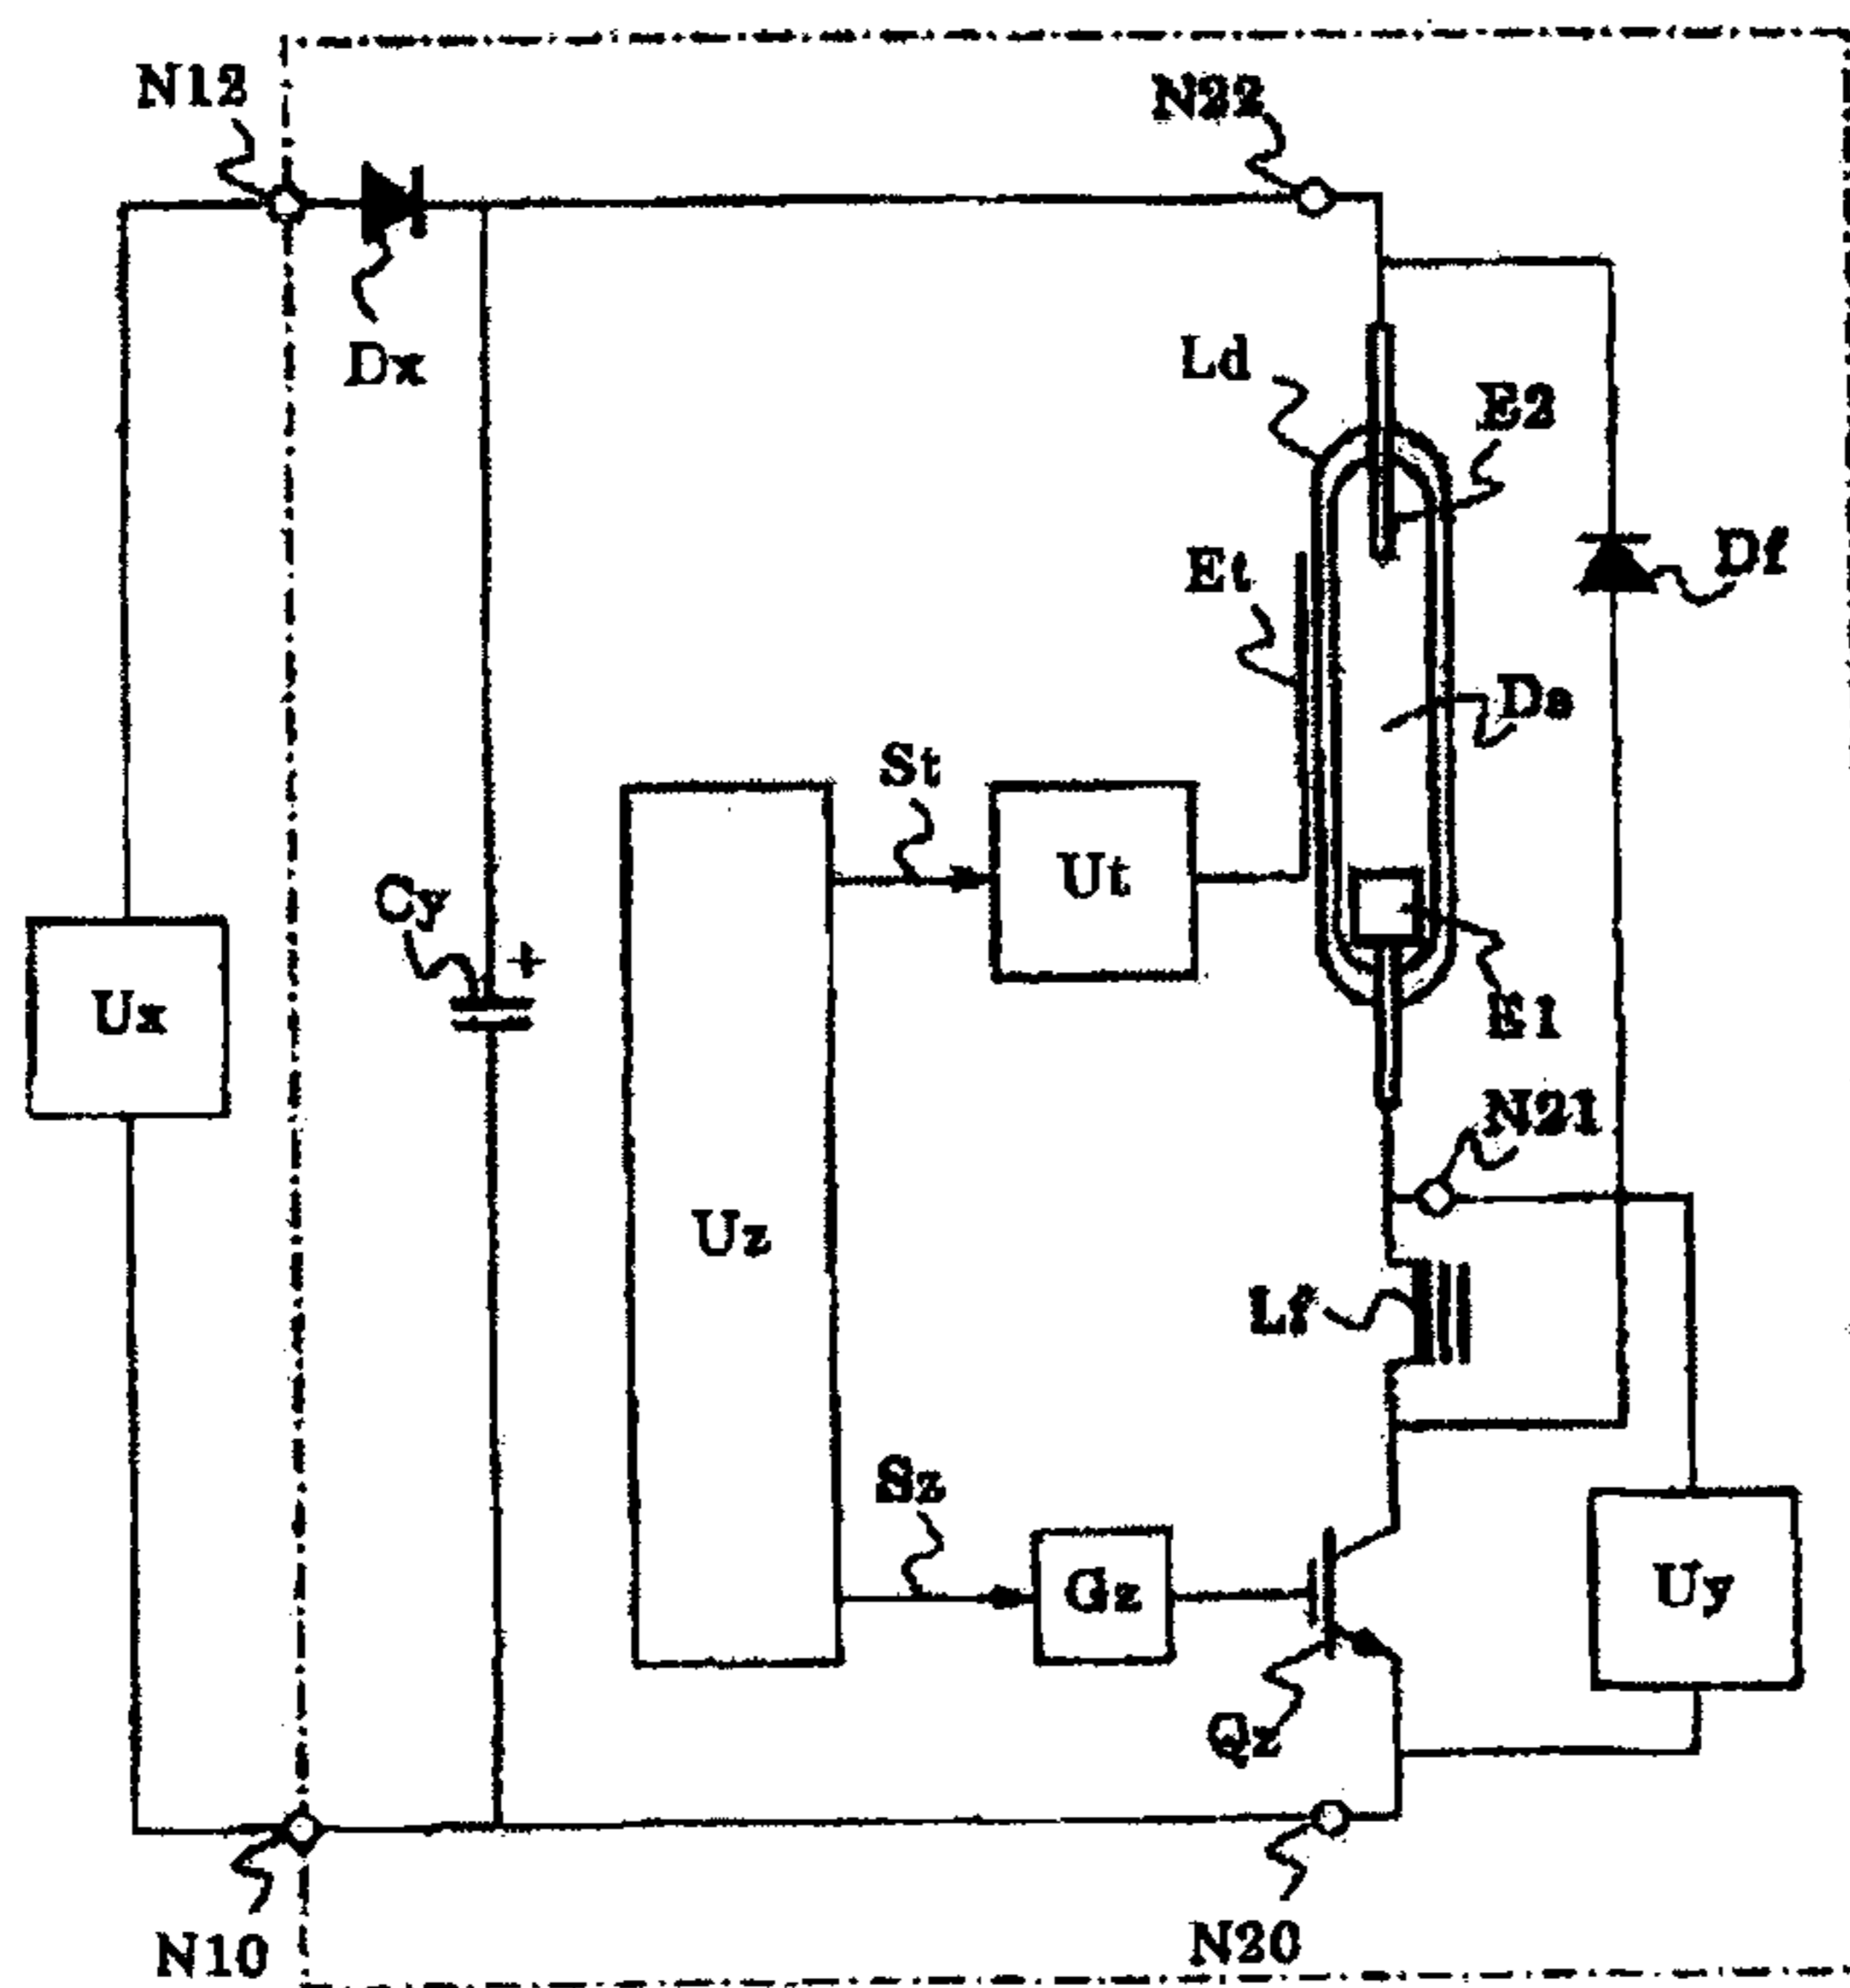 N12
N22
Dx
Ld
E2
Et
Df
Ds
St
Ut
Cy
Ux
E1
N21
Uz
Lf
Sz
Gz
Uy
Qz
N10
N20